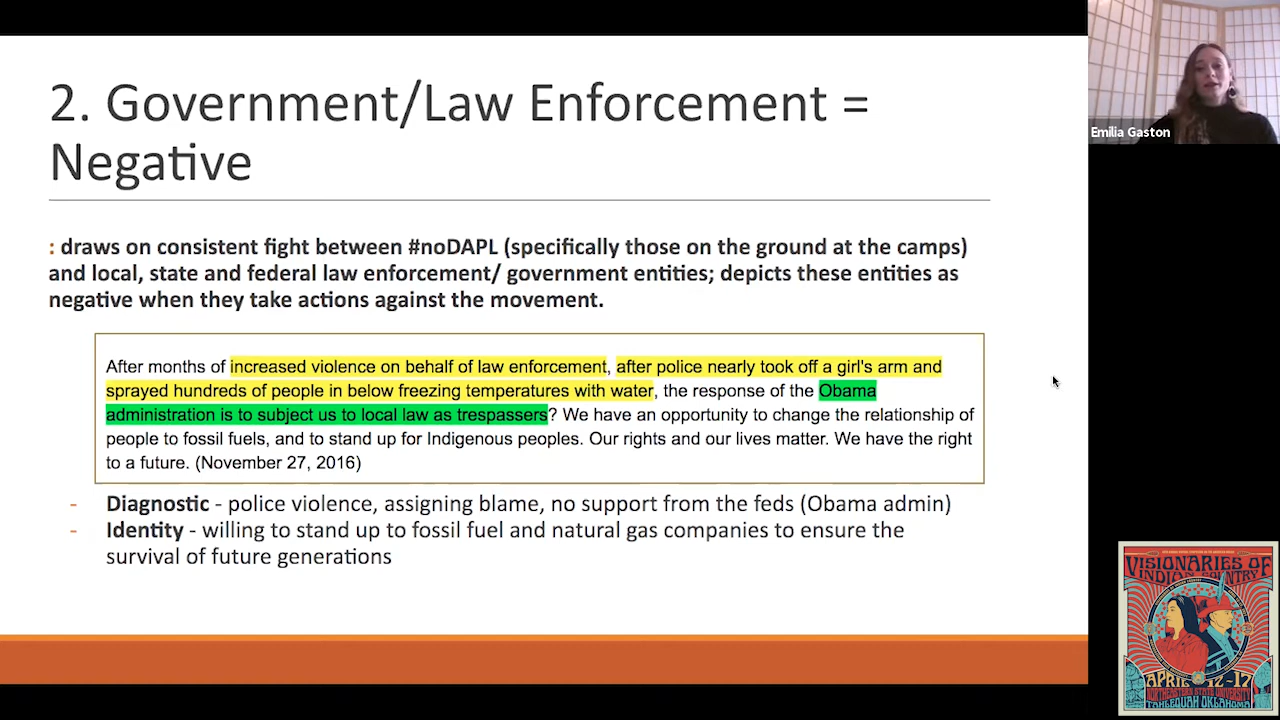 2. Government/Law Enforcement =
Negative
: draws on consistent fight between #noDAPL (specifically those on the ground at the camps)
and local, state and federal law enforcement/ government entities; depicts these entities as
negative when they take actions against the movement.
After months of increased violence on behalf of law enforcement, after police nearly took off a girl's arm and
sprayed hundreds of people in below freezing temperatures with water, the response of the Obama
administration is to subject us to local law as trespassers? We have an opportunity to change the relationship of
people to fossil fuels, and to stand up for Indigenous peoples. Our rights and our lives matter. We have the right
to a future. (November 27, 2016)
- Diagnostic - police violence, assigning blame, no support from the feds (Obama admin)
- Identity - willing to stand up to fossil fuel and natural gas companies to ensure the
survival of future generations
Emilia Gaston
VISIONARIES OF
INDIAN COUNTRY
APRIL 12-17
NORTHEASTERN STATE UNIVERSITY
TAHLEQUAH OKLAHOMA